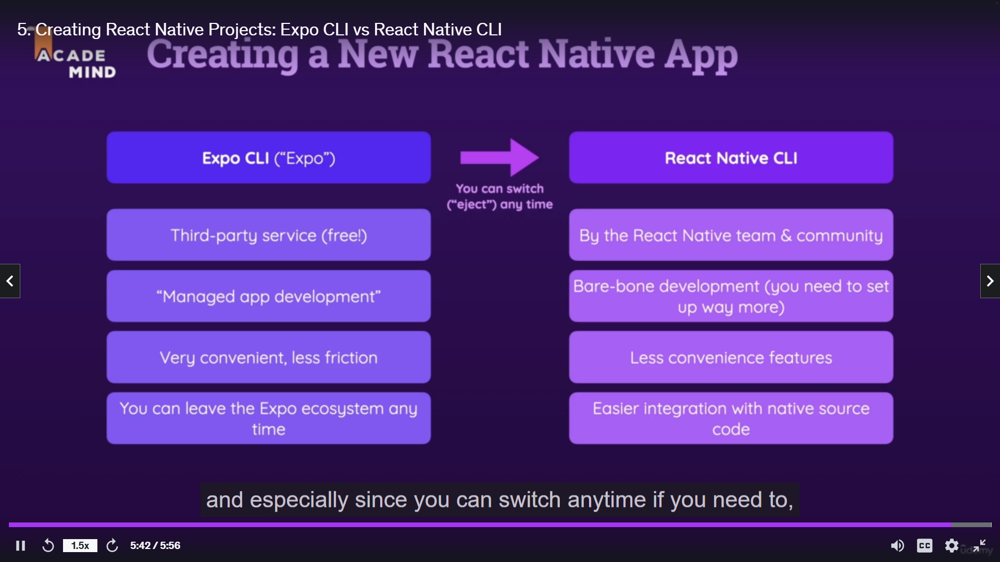 5. Creating React Native Projects: Expo CLI vs React Native CLI
ACADE
MIND
Creating a New React Native App
Expo CLI (“Expo”)
You can switch
(“eject”) any time
React Native CLI
Third-party service (free!)
By the React Native team & community
“Managed app development”
Bare-bone development (you need to set
up way more)
Very convenient, less friction
Less convenience features
You can leave the Expo ecosystem any
time
Easier integration with native source
code
and especially since you can switch anytime if you need to,
1.5x
5:42 / 5:56
CC
ûdemy